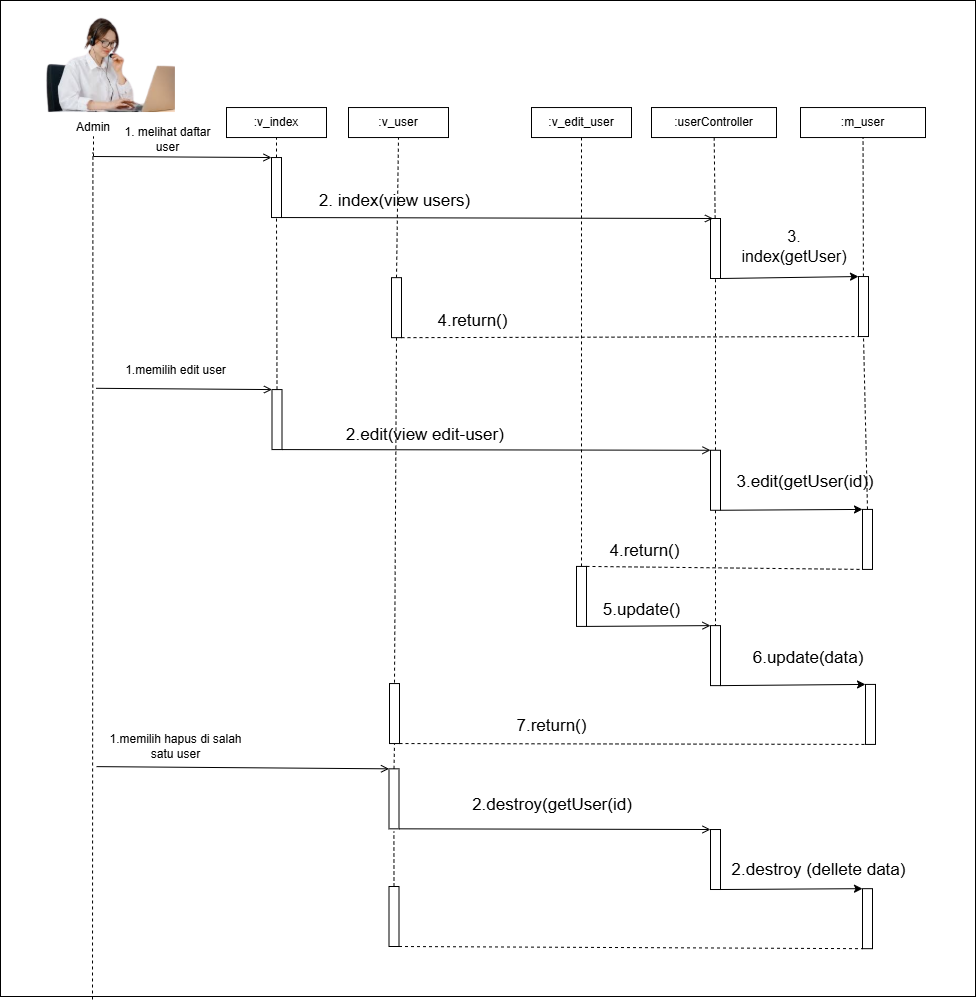 Admin
:v_index
:v_user
:v_edit_user
:userController
:m_user
1. melihat daftar
user
2. index(view users)
3.
index(getUser)
4.return()
1.memilih edit user
2.edit(view edit-user)
3.edit(getUser(id))
4.return()
5.update()
6.update(data)
7.return()
1.memilih hapus di salah
satu user
2.destroy(getUser(id)
2.destroy (dellete data)